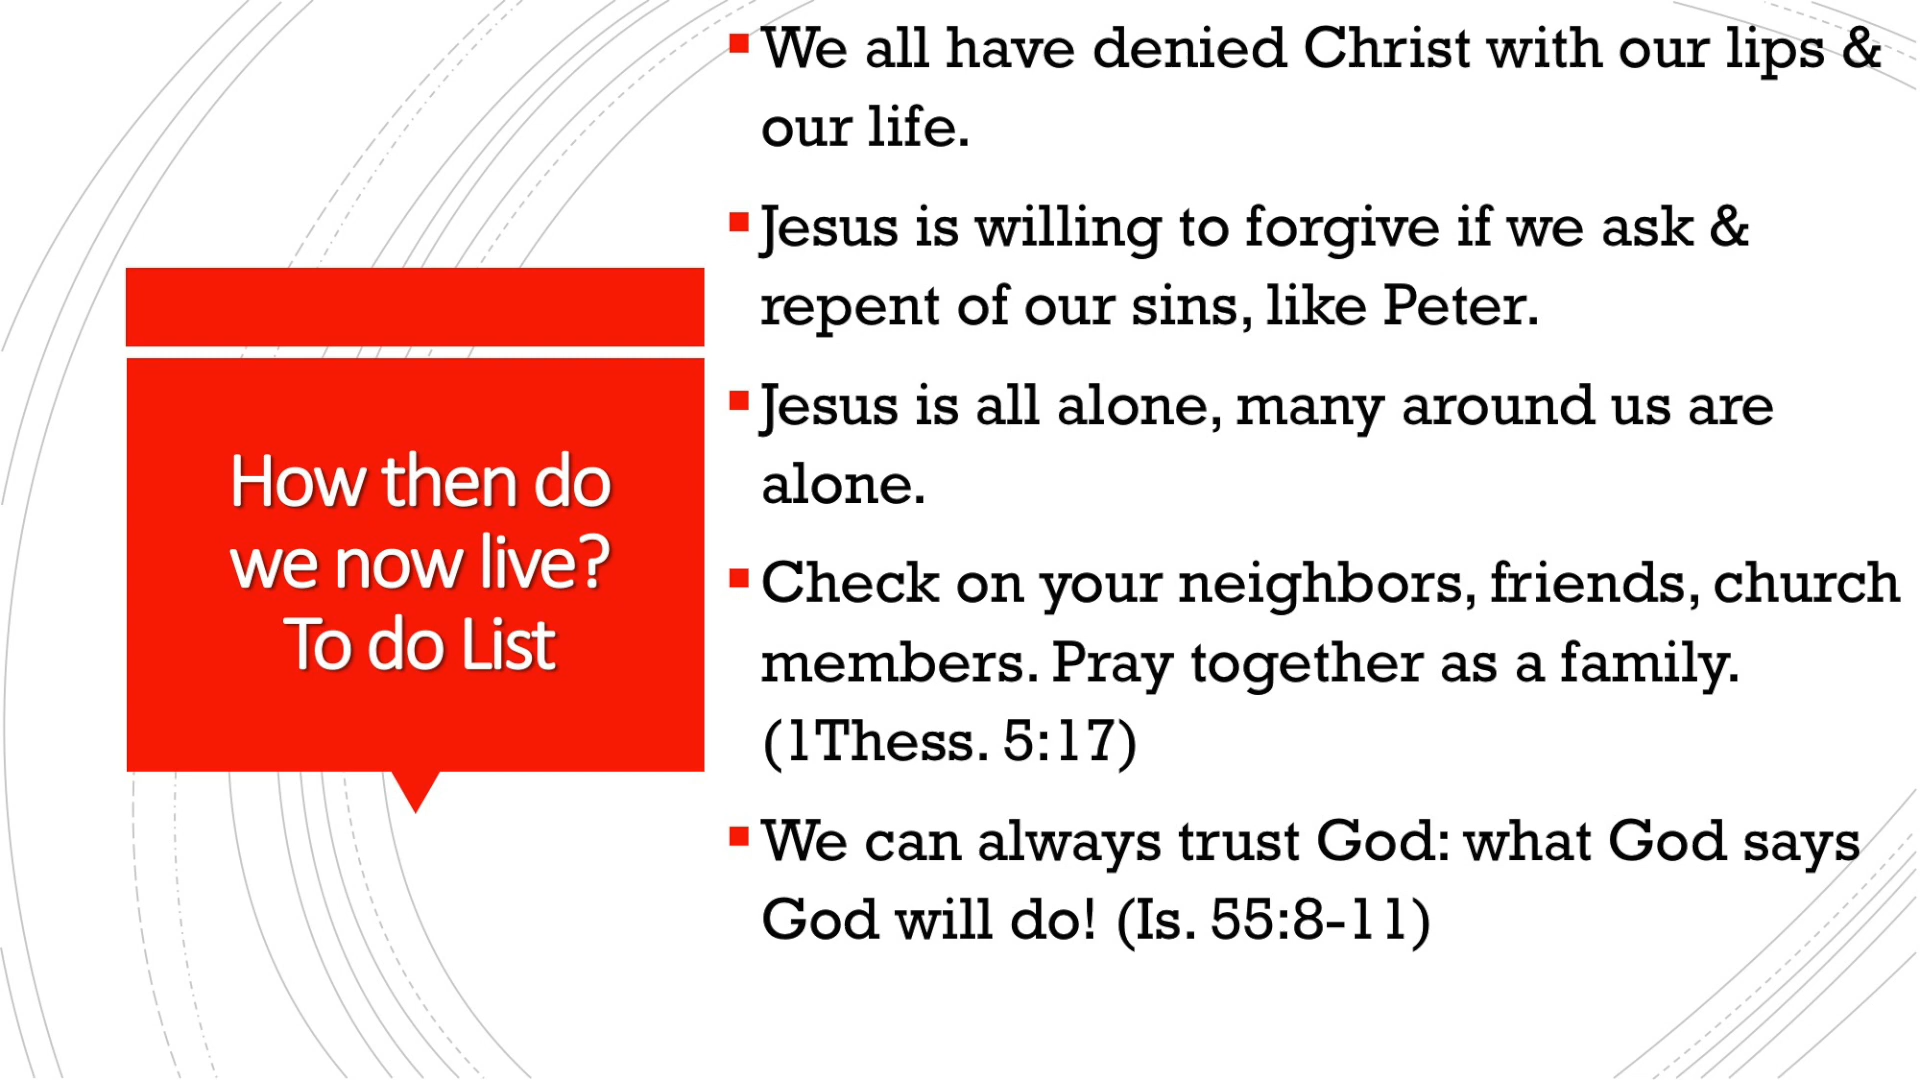 How then do
we now live?
To do List
We all have denied Christ with our lips &
our life.
Jesus is willing to forgive if we ask &
repent of our sins, like Peter.
Jesus is all alone, many around us are
alone.
Check on your neighbors, friends, church
members. Pray together as a family.
(1Thess. 5:17)
We can always trust God: what God says
God will do! (Is. 55:8-11)